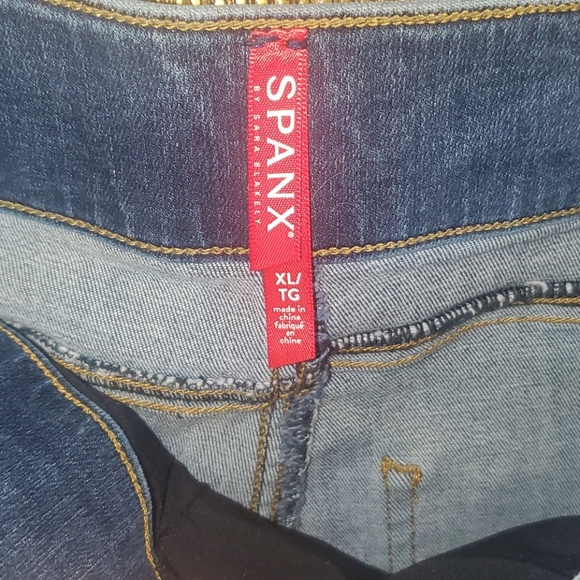 SPANX®
BY SARA BLAKELY
XL/
TG
made in
china
fabriqué
en
chine